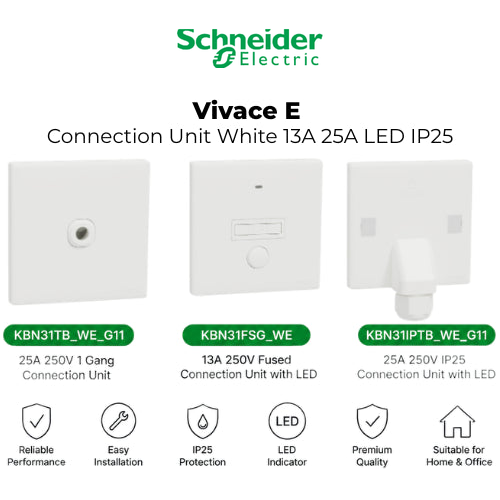 Schneider
Electric
Vivace E
Connection Unit White 13A 25A LED IP25
KBN31TB_WE_G11
KBN31FSG_WE
KBN31IPTB_WE_G11
25A 250V 1 Gang
Connection Unit
13A 250V Fused
Connection Unit with LED
25A 250V IP25
Connection Unit with LED
LED
Reliable
Performance
Easy
Installation
IP25
Protection
LED
Indicator
Premium
Quality
Suitable for
Home & Office